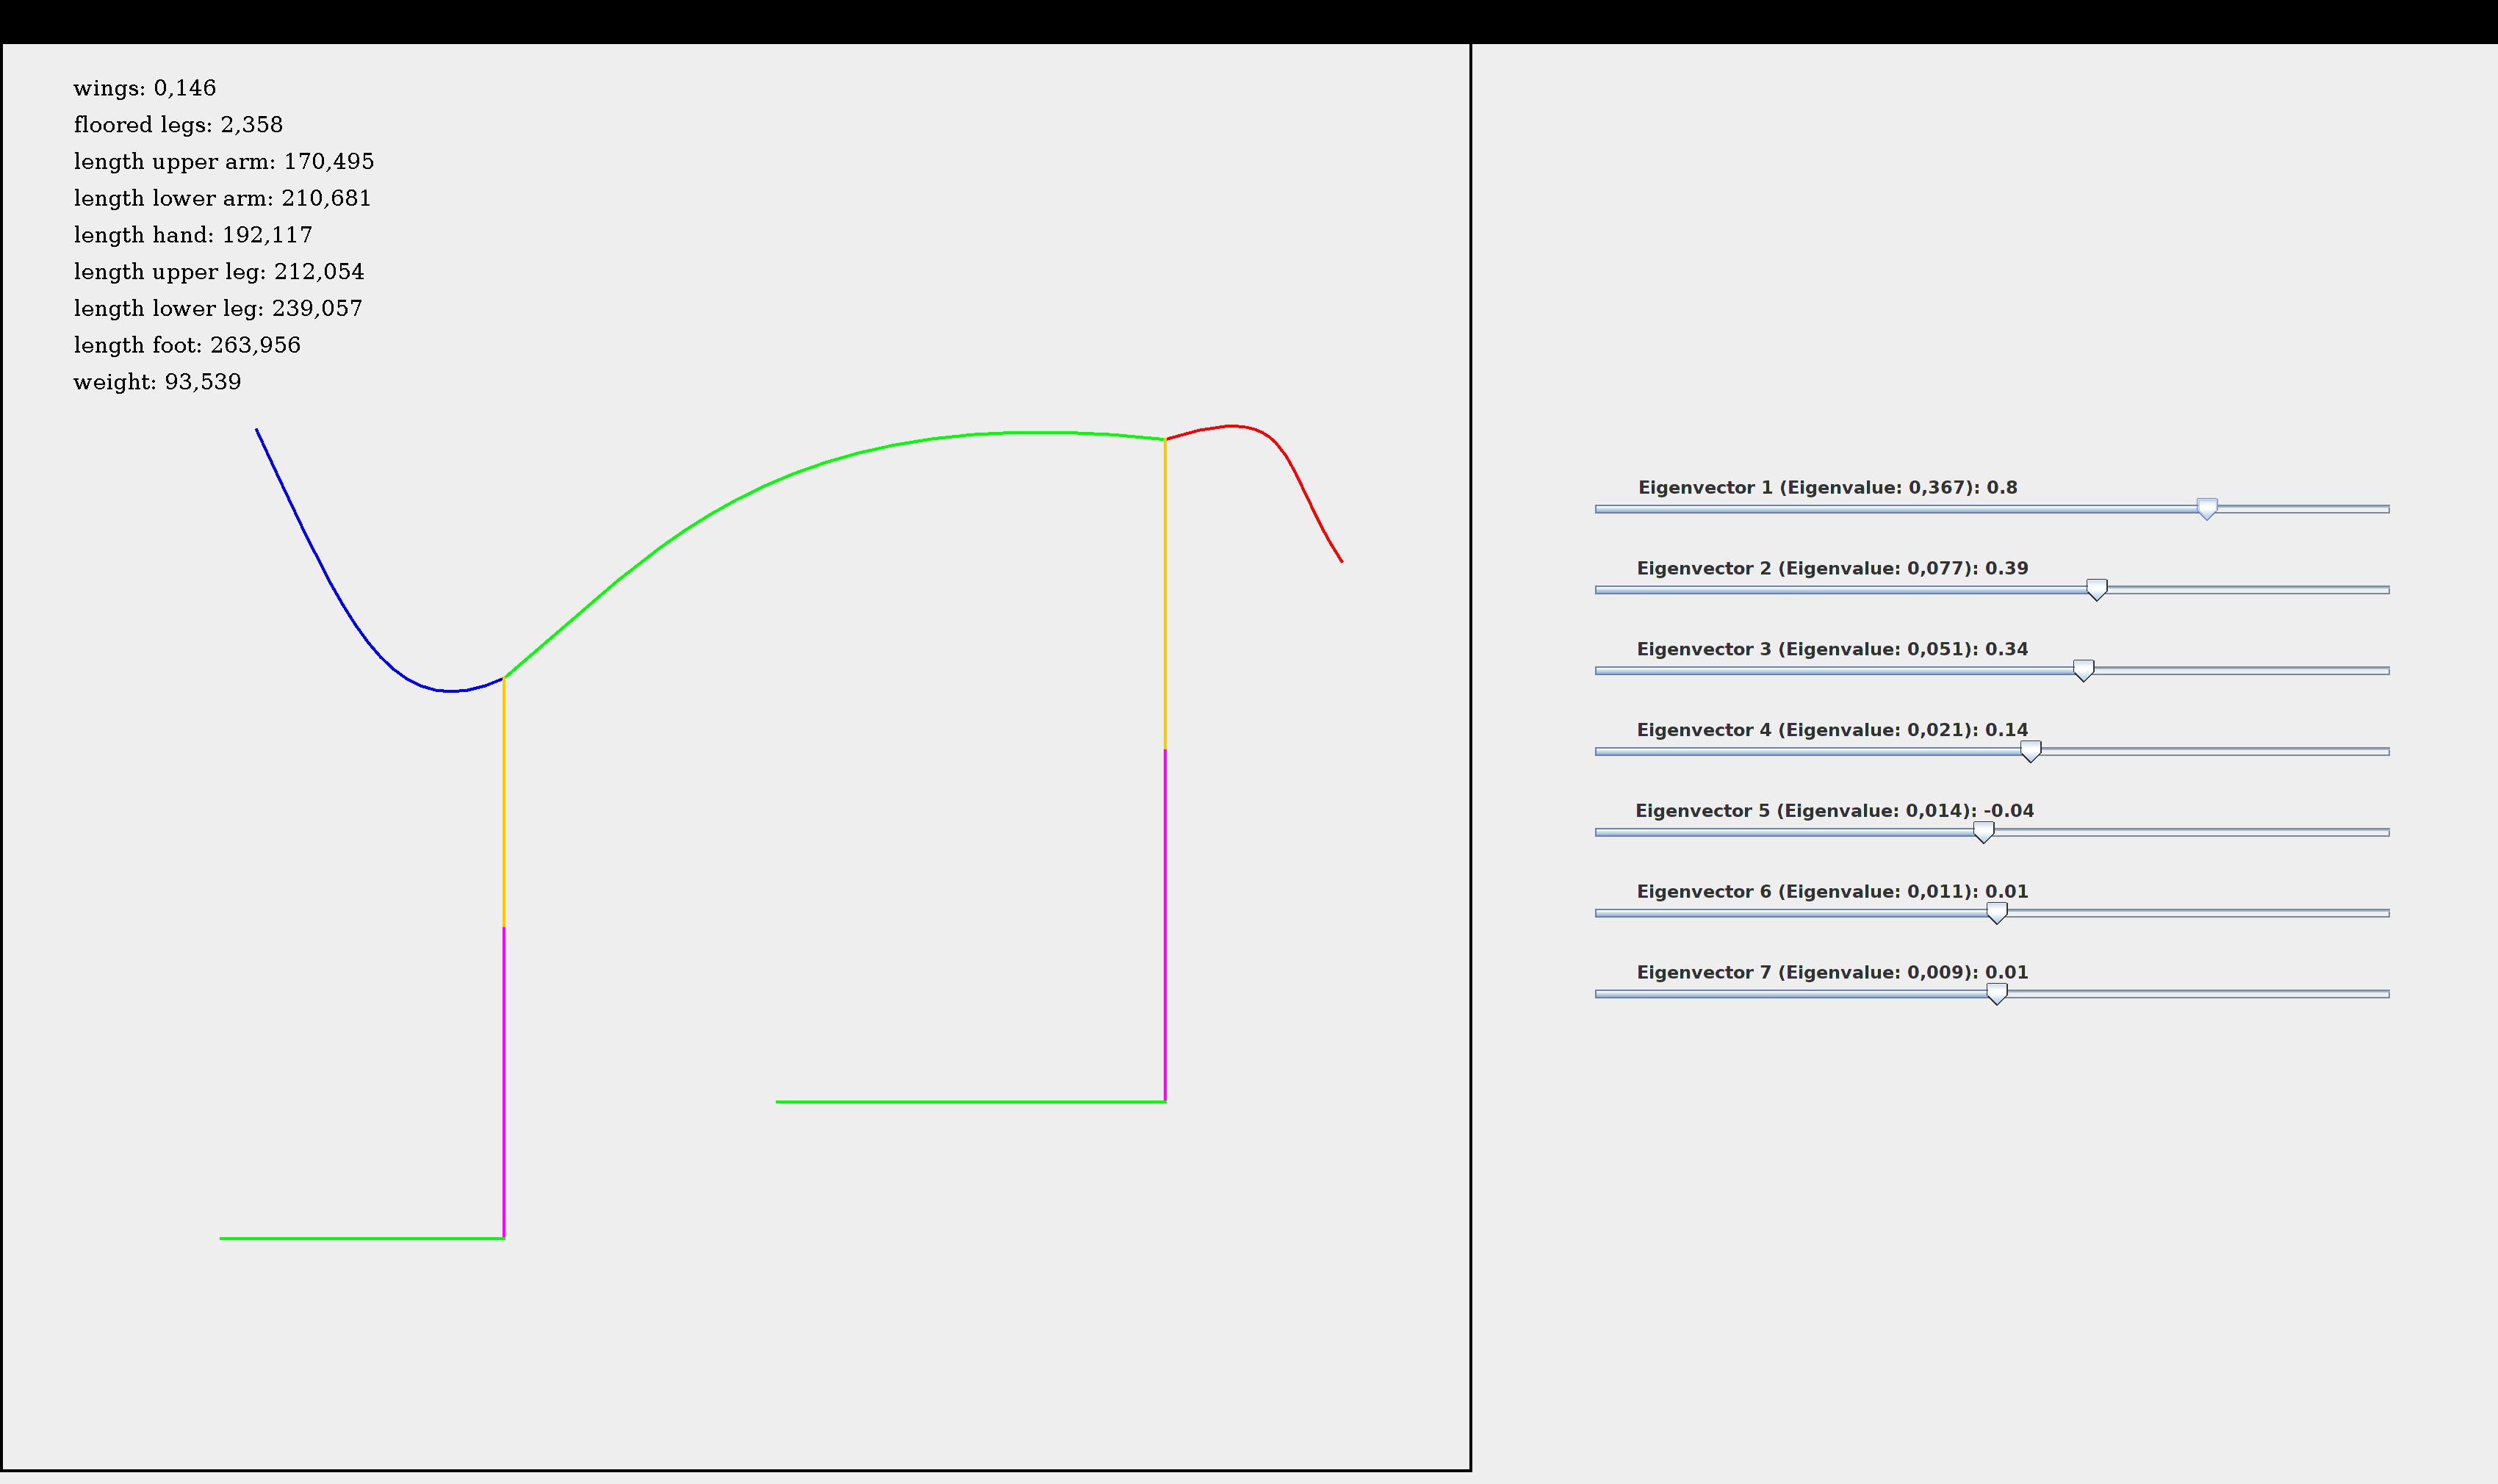 wings: 0,146
floored legs: 2,358
length upper arm: 170,495
length lower arm: 210,681
length hand: 192,117
length upper leg: 212,054
length lower leg: 239,057
length foot: 263,956
weight: 93,539
Eigenvector 1 (Eigenvalue: 0,367): 0.8
Eigenvector 2 (Eigenvalue: 0,077): 0.39
Eigenvector 3 (Eigenvalue: 0,051): 0.34
Eigenvector 4 (Eigenvalue: 0,021): 0.14
Eigenvector 5 (Eigenvalue: 0,014): -0.04
Eigenvector 6 (Eigenvalue: 0,011): 0.01
Eigenvector 7 (Eigenvalue: 0,009): 0.01